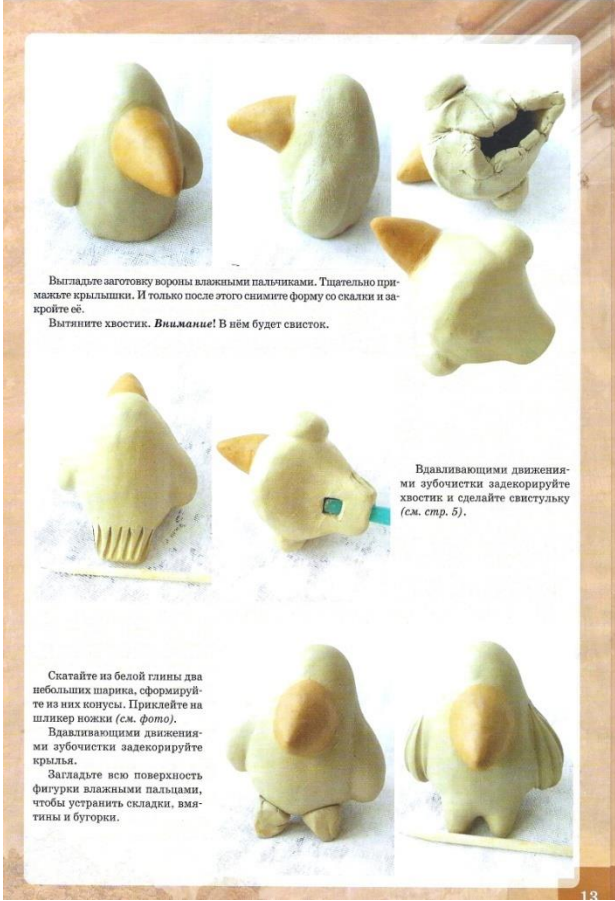 Выгладьте заготовку вороны влажными пальчиками. Тщательно при-
мажьте крылышки. И только после этого снимите форму со скалки и за-
кройте её.
Вытяните хвостик. Внимание! В нём будет свисток.
Вдавливающими движения-
ми зубочистки задекорируйте
хвостик и сделайте свистульку
(см. стр. 5).
Скатайте из белой глины два
небольших шарика, сформируй-
те из них конусы. Приклейте на
шликер ножки (см. фото).
Вдавливающими движения-
ми зубочистки задекорируйте
крылья.
Загладьте всю поверхность
фигурки влажными пальцами,
чтобы устранить складки, вмя-
тины и бугорки.
13